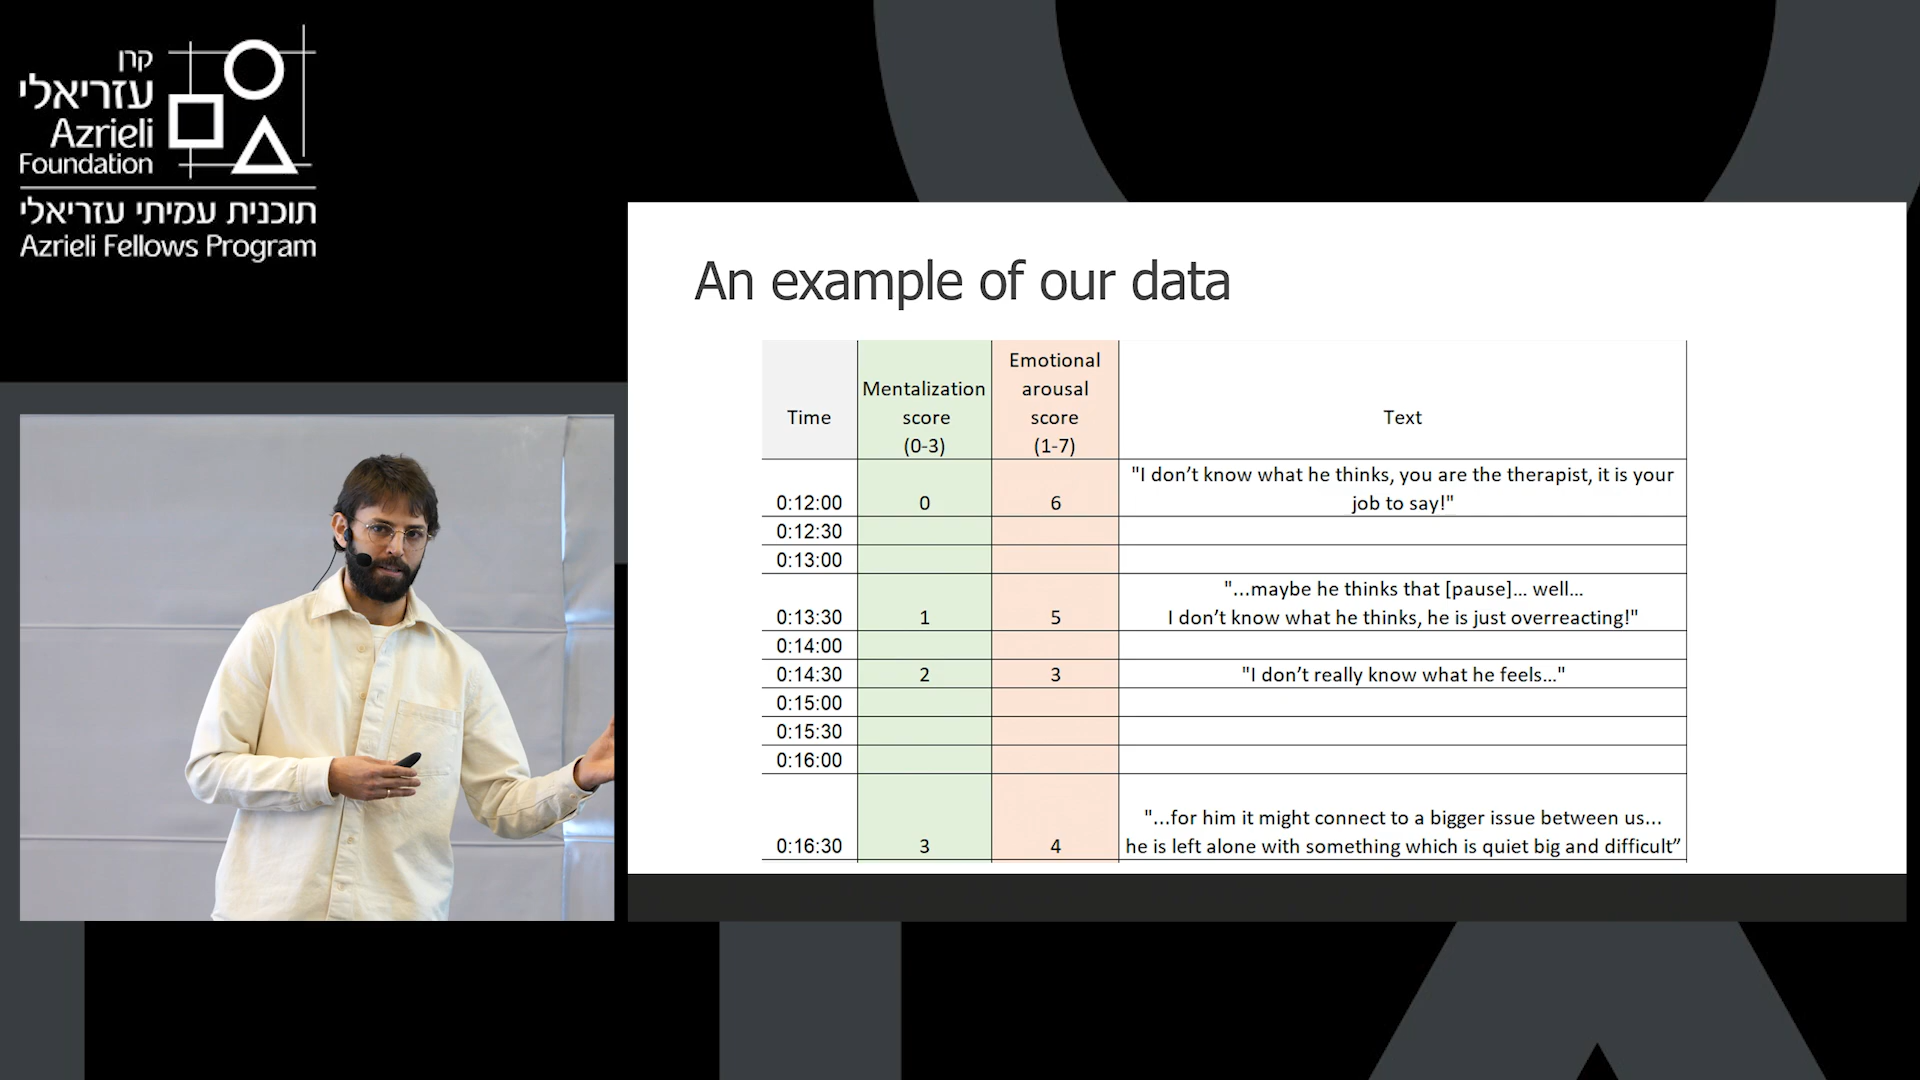 קרן
עזריאלי
Azrieli
Foundation
תוכנית עמיתי עזריאלי
Azrieli Fellows Program
An example of our data
Time
Mentalization
score
(0-3)
Emotional
arousal
score
(1-7)
Text
0:12:00 0 6 "I don’t know what he thinks, you are the therapist, it is your
job to say!"
0:12:30
0:13:00
0:13:30 1 5 "...maybe he thinks that [pause]... well...
I don’t know what he thinks, he is just overreacting!"
0:14:00
0:14:30 2 3 "I don’t really know what he feels..."
0:15:00
0:15:30
0:16:00
0:16:30 3 4 "...for him it might connect to a bigger issue between us...
he is left alone with something which is quiet big and difficult”